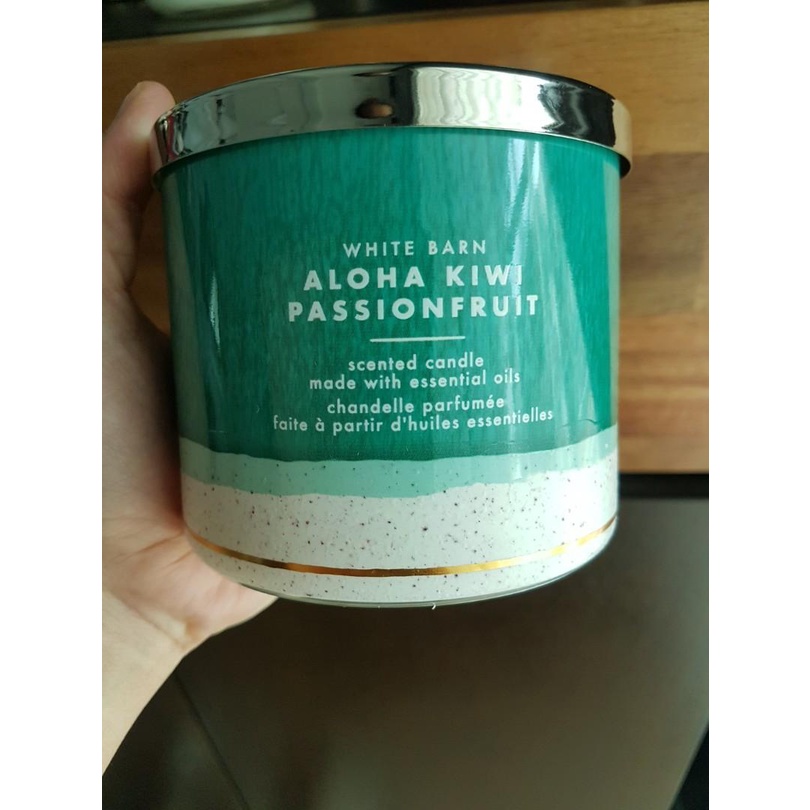 WHITE BARN
ALOHA KIWI
PASSIONFRUIT
scented candle
made with essential oils
chandelle parfumée
faite à partir d'huiles essentielles